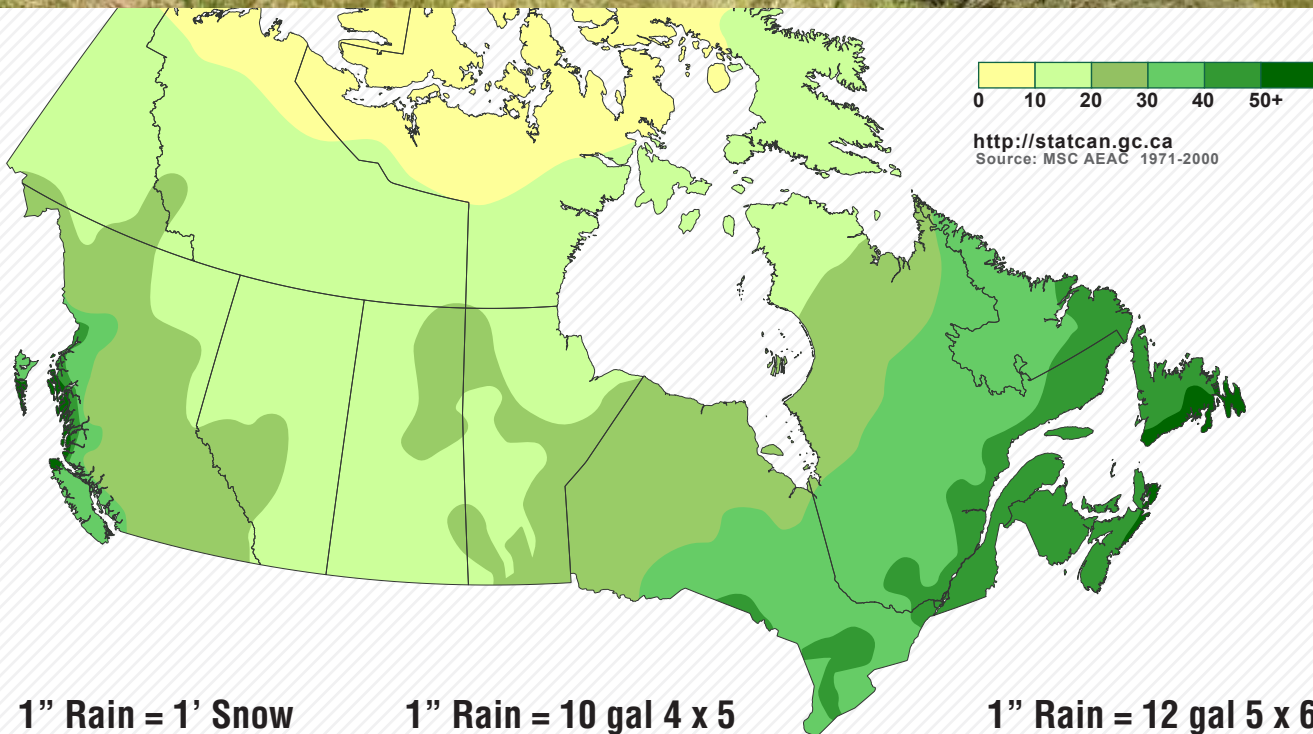 0 10 20 30 40 50+
http://statcan.gc.ca
Source: MSC AEAC 1971-2000
1” Rain = 1’ Snow
1” Rain = 10 gal 4 x 5
1” Rain = 12 gal 5 x 6